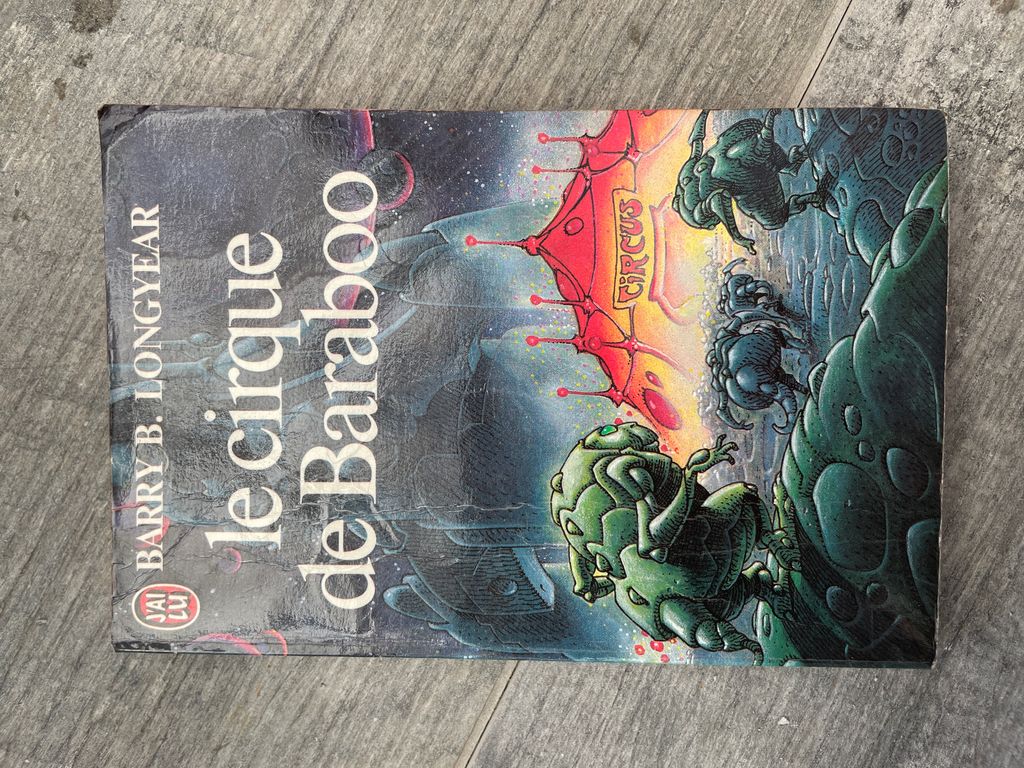 J'AI
LU
BARRY B. LONGYEAR
le cirque
de Baraboo
CiRCUS